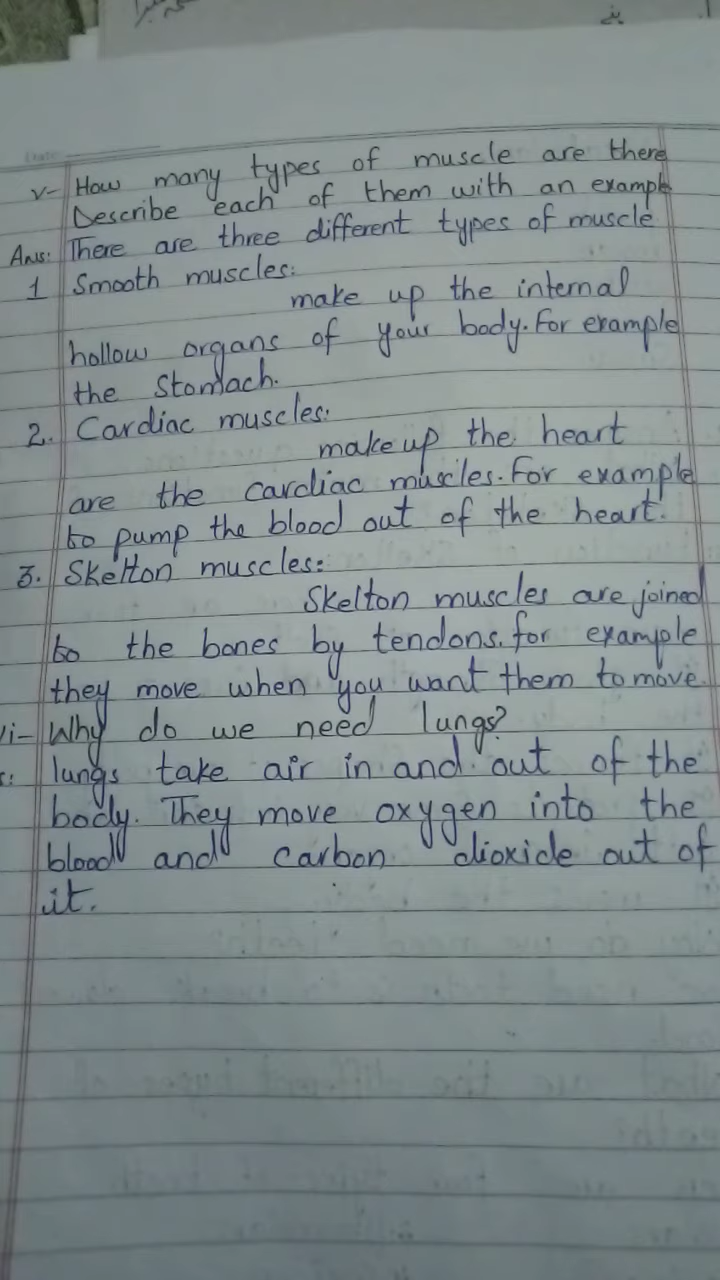 v- How many types of muscle are there
Describe each of them with an example
Ans: There are three different types of muscle
1 Smooth muscles:
make up the internal
hollow organs of your body. For example
the Stomach.
2. Cardiac muscles:
make up the heart
are the cardiac muscles. For example
to pump the blood out of the heart.
3. Skelton muscles:
Skelton muscles are joined
to the bones by tendons. for example
they move when you want them to move.
vi- Why do we need lungs?
lungs take air in and out of the
body. They move oxygen into the
blood and carbon dioxide out of
it.